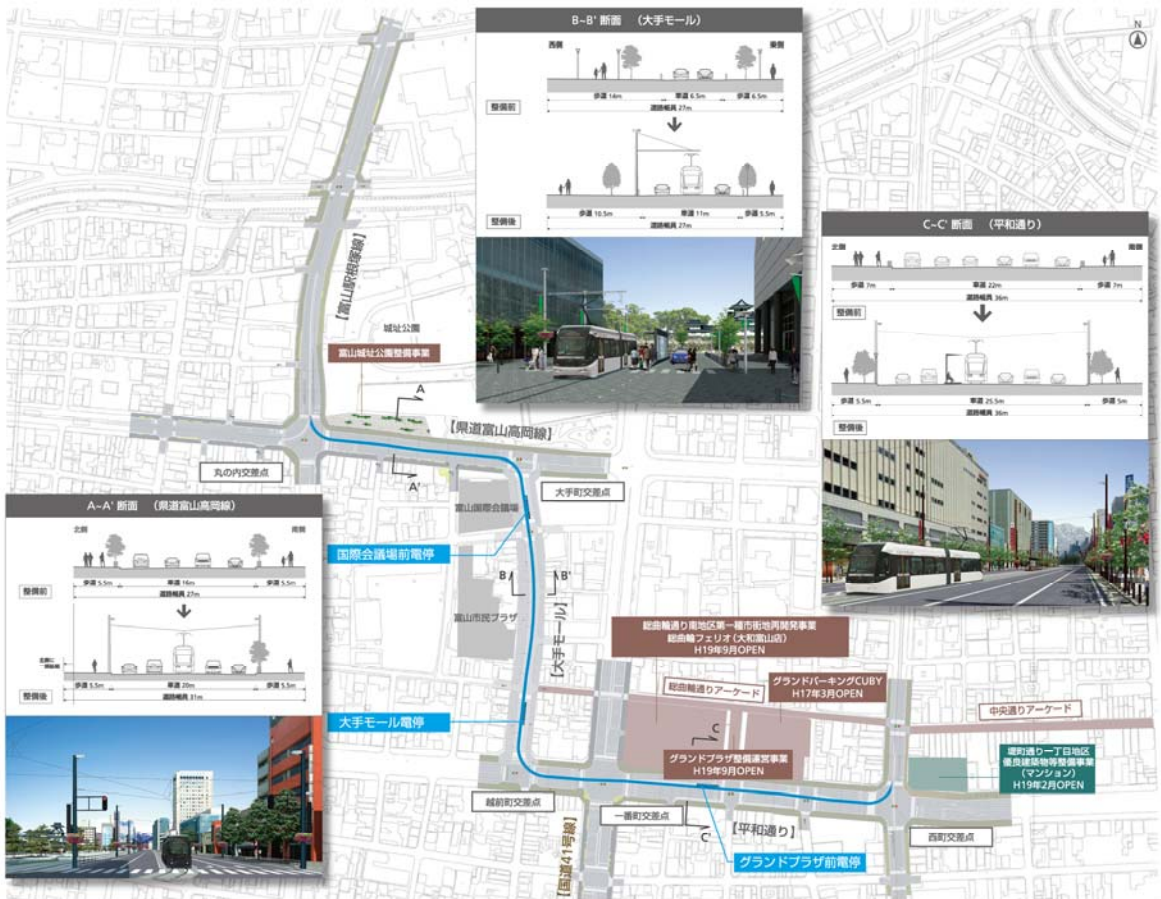 B~B' 断面 （大手モール）
西側
東側
歩道 14m
車道 6.5m
歩道 6.5m
道路幅員 27m
整備前
歩道 10.5m
車道 11m
歩道 5.5m
道路幅員 27m
整備後
N
C~C' 断面 （平和通り）
北側
南側
歩道 7m
車道 22m
歩道 7m
道路幅員 36m
整備前
歩道 5.5m
車道 25.5m
歩道 5m
道路幅員 36m
整備後
【富山駅根塚線】
城址公園
富山城址公園整備事業
A
【県道富山高岡線】
丸の内交差点
A'
大手町交差点
富山国際会議場
国際会議場前電停
B
B'
富山市民プラザ
【大手モール】
大手モール電停
A~A' 断面 （県道富山高岡線）
北側
南側
歩道 5.5m
車道 16m
歩道 5.5m
道路幅員 27m
整備前
歩道 5.5m
車道 20m
歩道 5.5m
道路幅員 31m
整備後
総曲輪通り南地区第一種市街地再開発事業
総曲輪フェリオ（大和富山店）
H19年9月OPEN
総曲輪通りアーケード
グランドパーキングCUBY
H17年3月OPEN
中央通りアーケード
C
グランドプラザ整備運営事業
H19年9月OPEN
堤町通り一丁目地区
優良建築物等整備事業
（マンション）
H19年2月OPEN
越前町交差点
一番町交差点
C'
【平和通り】
西町交差点
【国道41号線】
グランドプラザ前電停